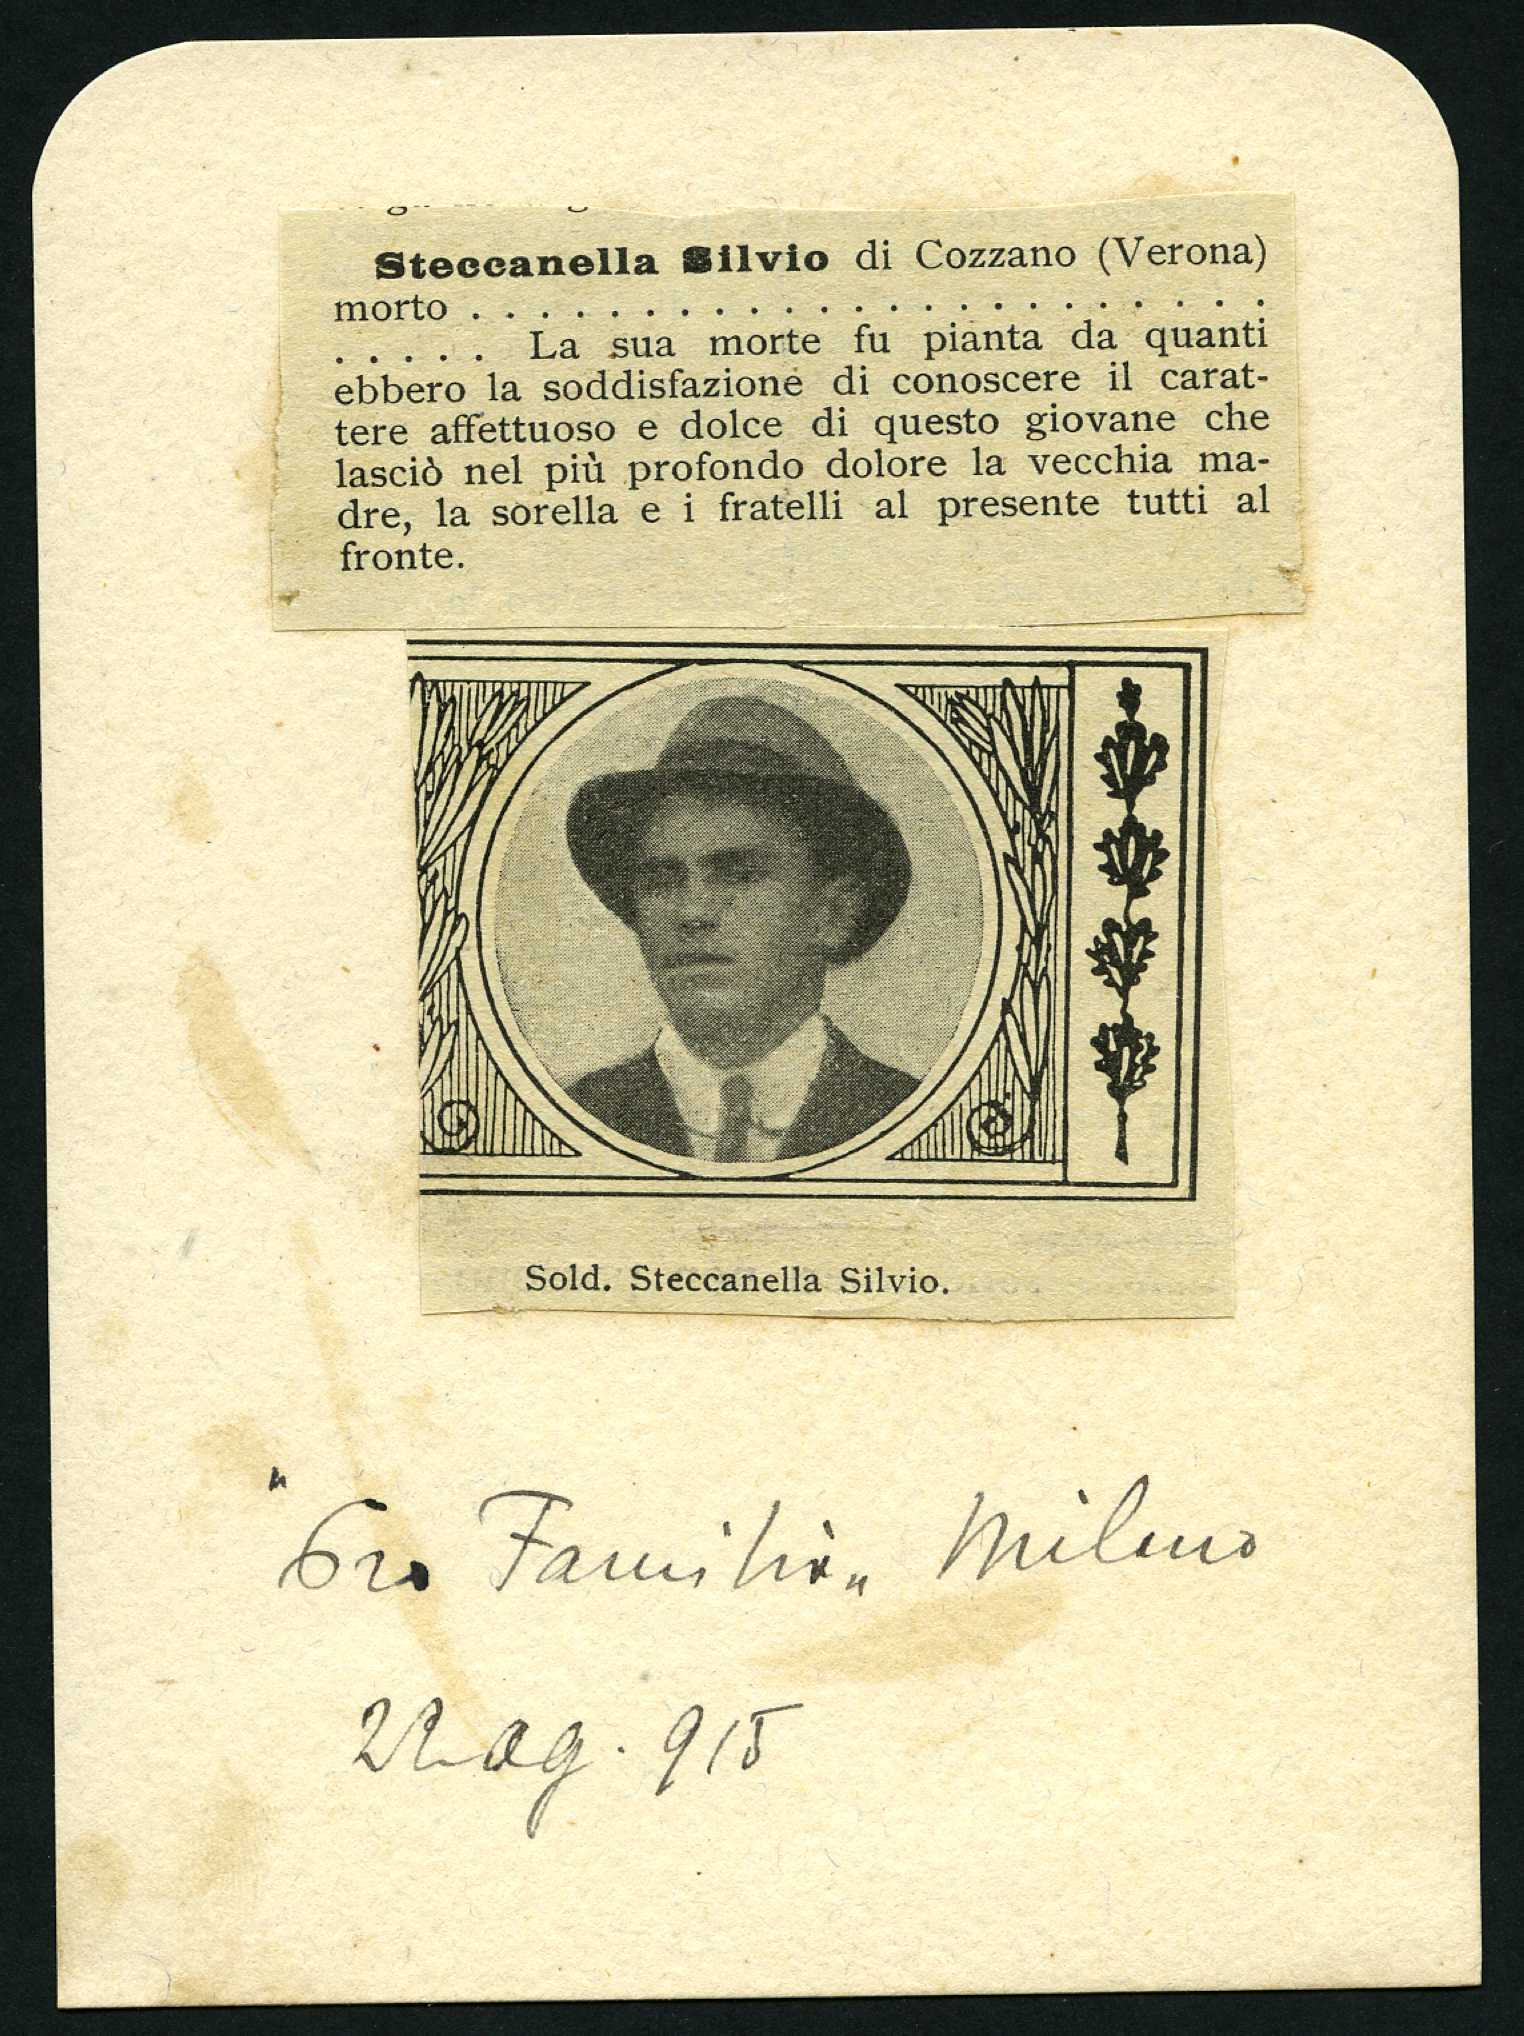 Steccanella Silvio di Cozzano (Verona)
morto . . . . . . . . . . . . . . . . . . . . . . . .
. . . . . La sua morte fu pianta da quanti
ebbero la soddisfazione di conoscere il carat-
tere affettuoso e dolce di questo giovane che
lasciò nel più profondo dolore la vecchia ma-
dre, la sorella e i fratelli al presente tutti al
fronte.
Sold. Steccanella Silvio.
"Pro Familia„ Milano
22 ag. 915